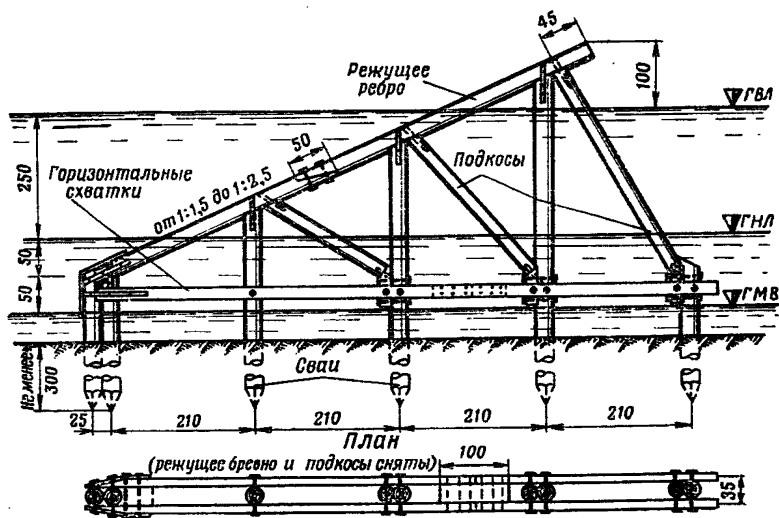 45
100
Режущее
ребро
ГВЛ
50
Подкосы
250
Горизонтальные
схватки
от 1:1,5 до 1:2,5
ГНЛ
50
50
ГМВ
Не менее
300
Сваи
25
210
210
210
210
План
(режущее бревно и подкосы сняты)
100
35